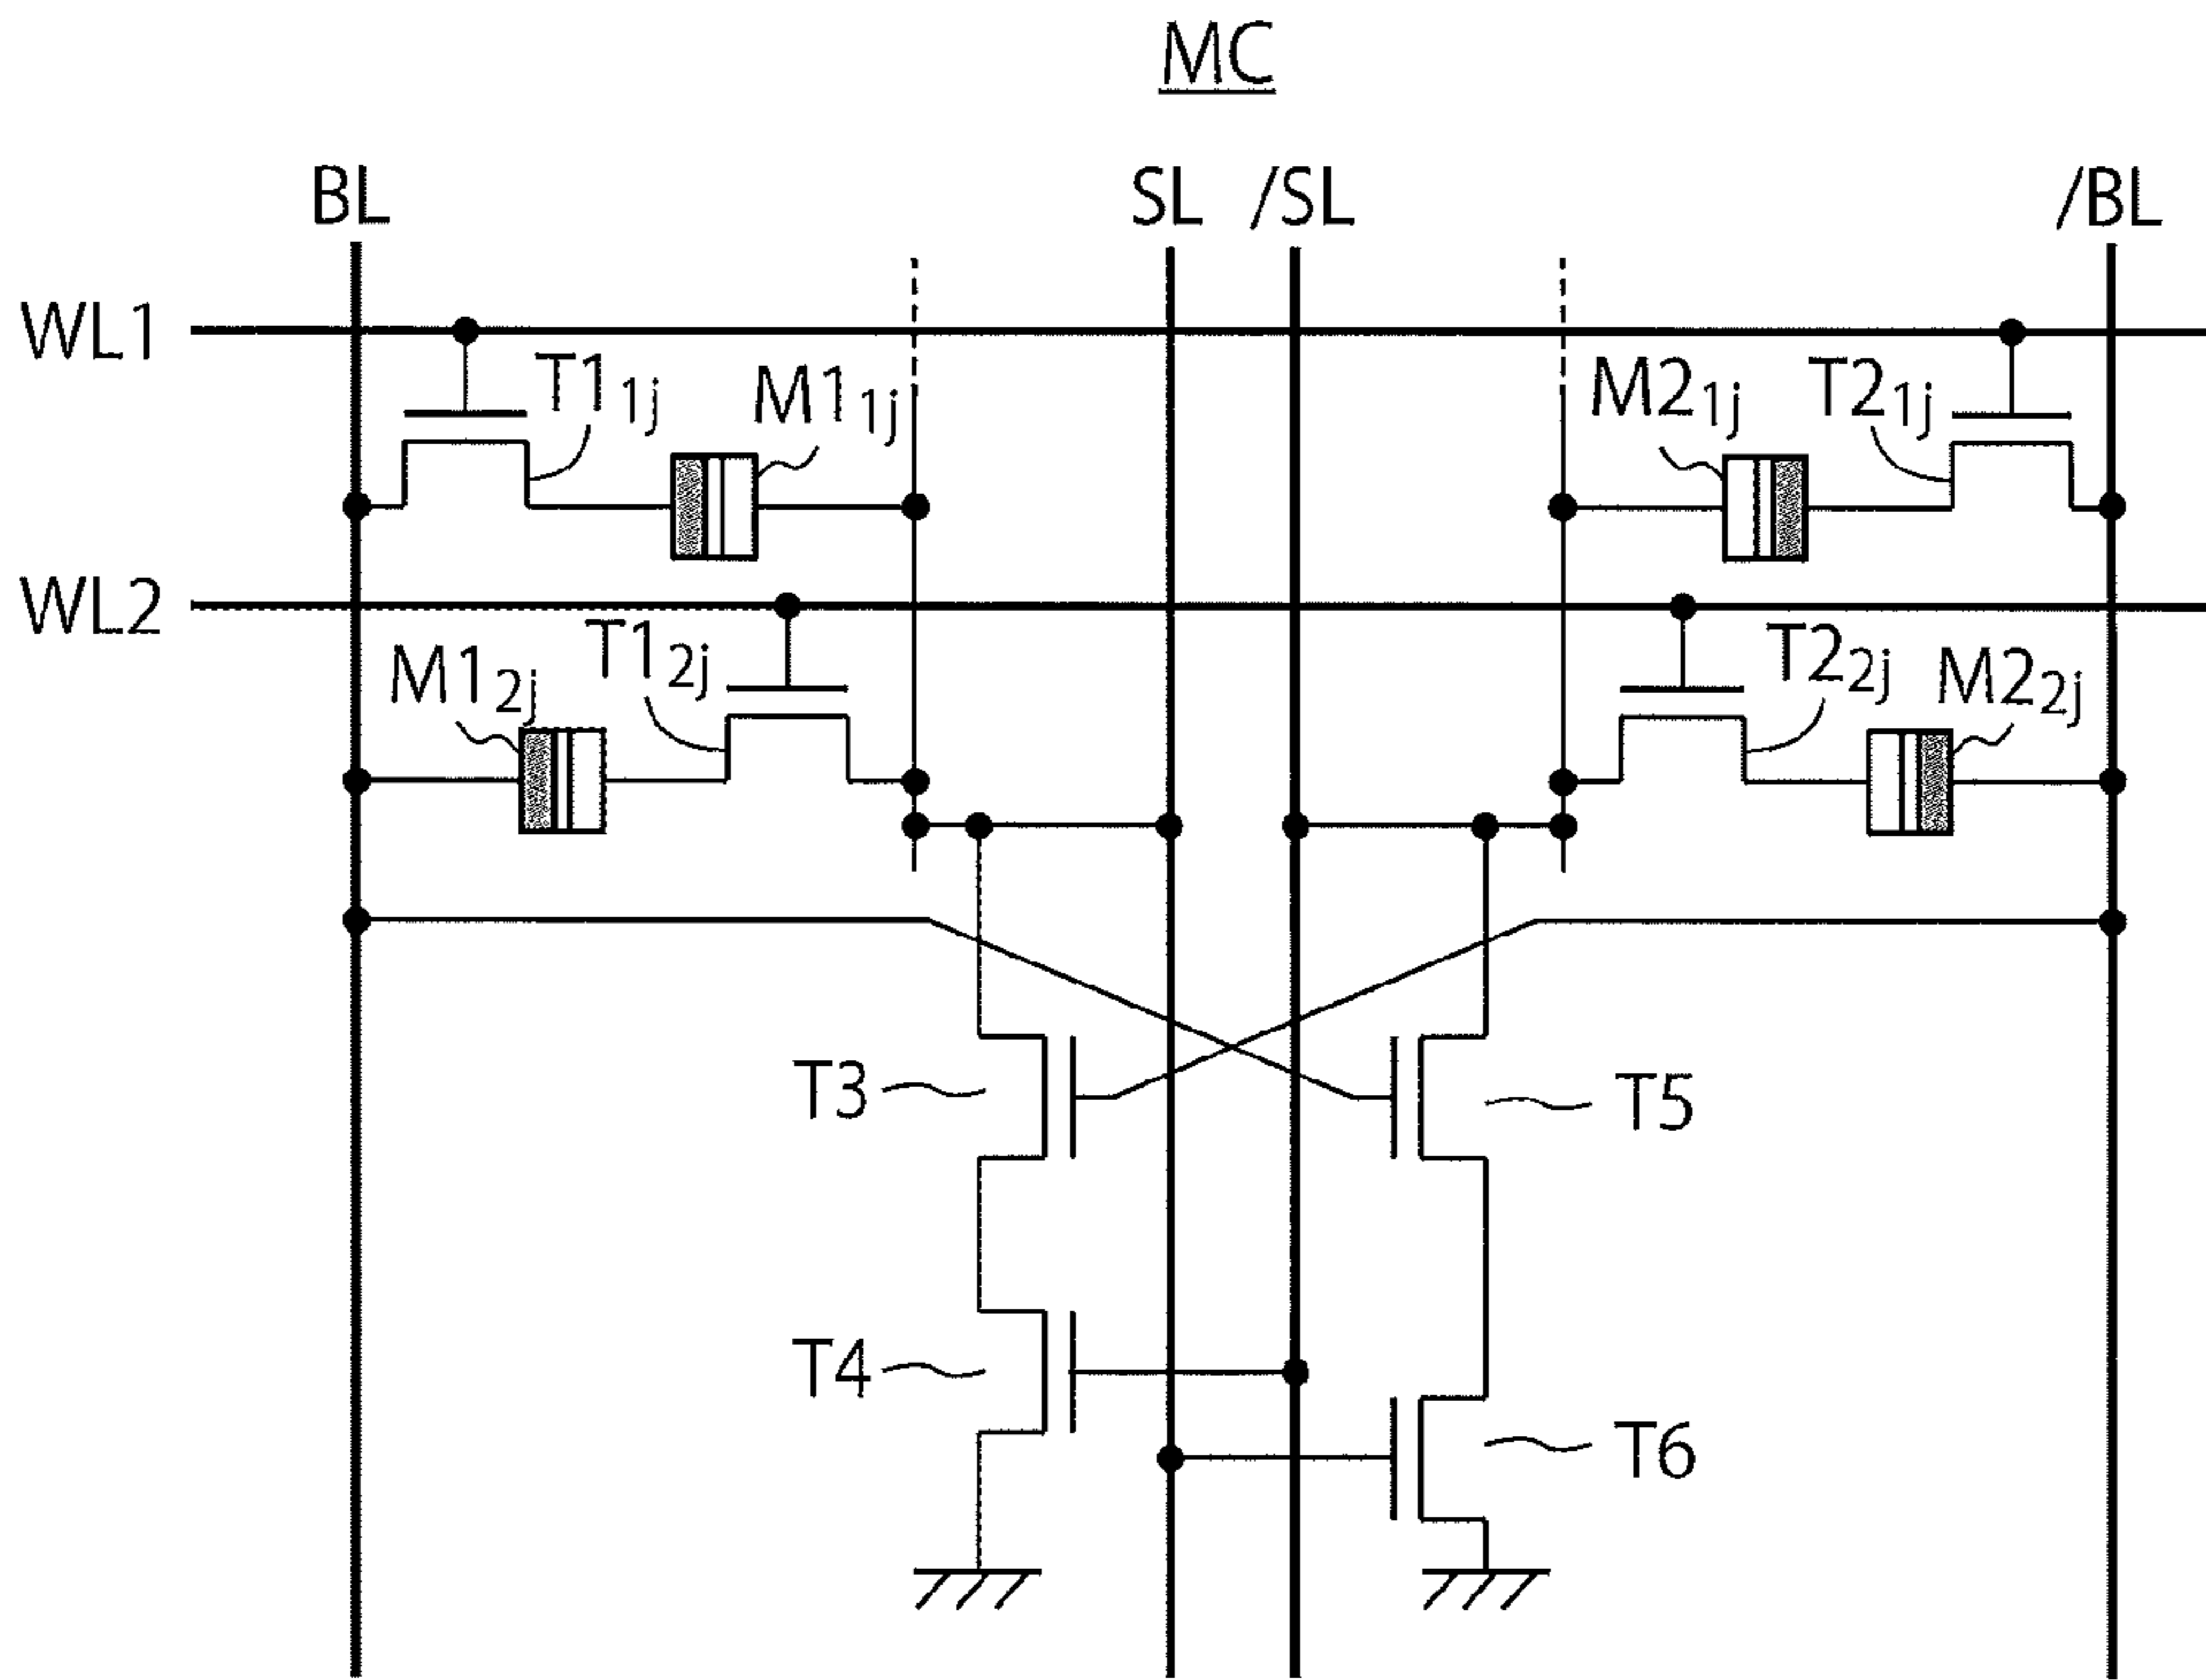 MC
BL SL /SL /BL
WL1
T1₁ⱼ M1₁ⱼ M2₁ⱼ T2₁ⱼ
WL2
M1₂ⱼ T1₂ⱼ T2₂ⱼ M2₂ⱼ
T3 T5
T4 T6